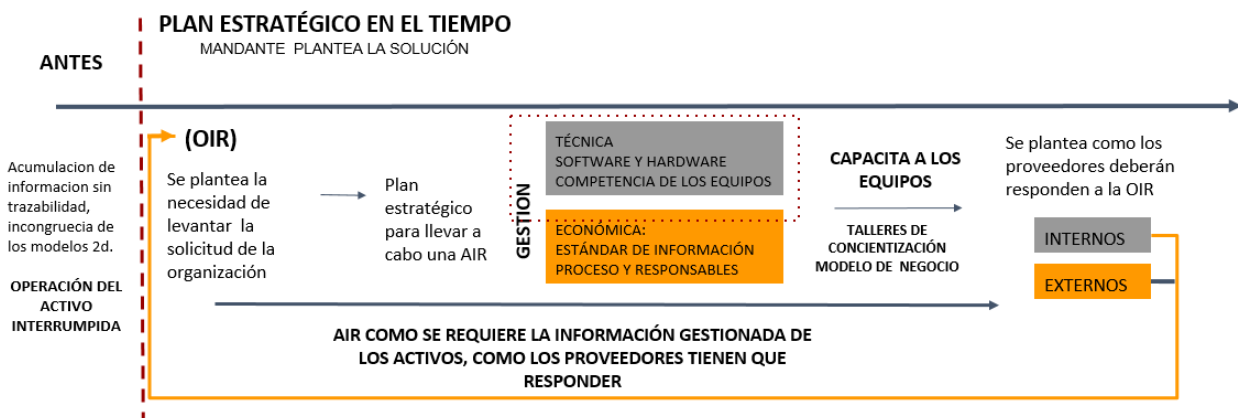 PLAN ESTRATÉGICO EN EL TIEMPO
MANDANTE PLANTEA LA SOLUCIÓN
ANTES
Acumulacion de
informacion sin
trazabilidad,
incongruecia de
los modelos 2d.
OPERACIÓN DEL
ACTIVO
INTERRUMPIDA
(OIR)
Se plantea la
necesidad de
levantar la
solicitud de la
organización
Plan
estratégico
para llevar a
cabo una AIR
GESTION
TÉCNICA
SOFTWARE Y HARDWARE
COMPETENCIA DE LOS EQUIPOS
ECONÓMICA:
ESTÁNDAR DE INFORMACIÓN
PROCESO Y RESPONSABLES
CAPACITA A LOS
EQUIPOS
TALLERES DE
CONCIENTIZACIÓN
MODELO DE NEGOCIO
Se plantea como los
proveedores deberán
responden a la OIR
INTERNOS
EXTERNOS
AIR COMO SE REQUIERE LA INFORMACIÓN GESTIONADA DE
LOS ACTIVOS, COMO LOS PROVEEDORES TIENEN QUE
RESPONDER